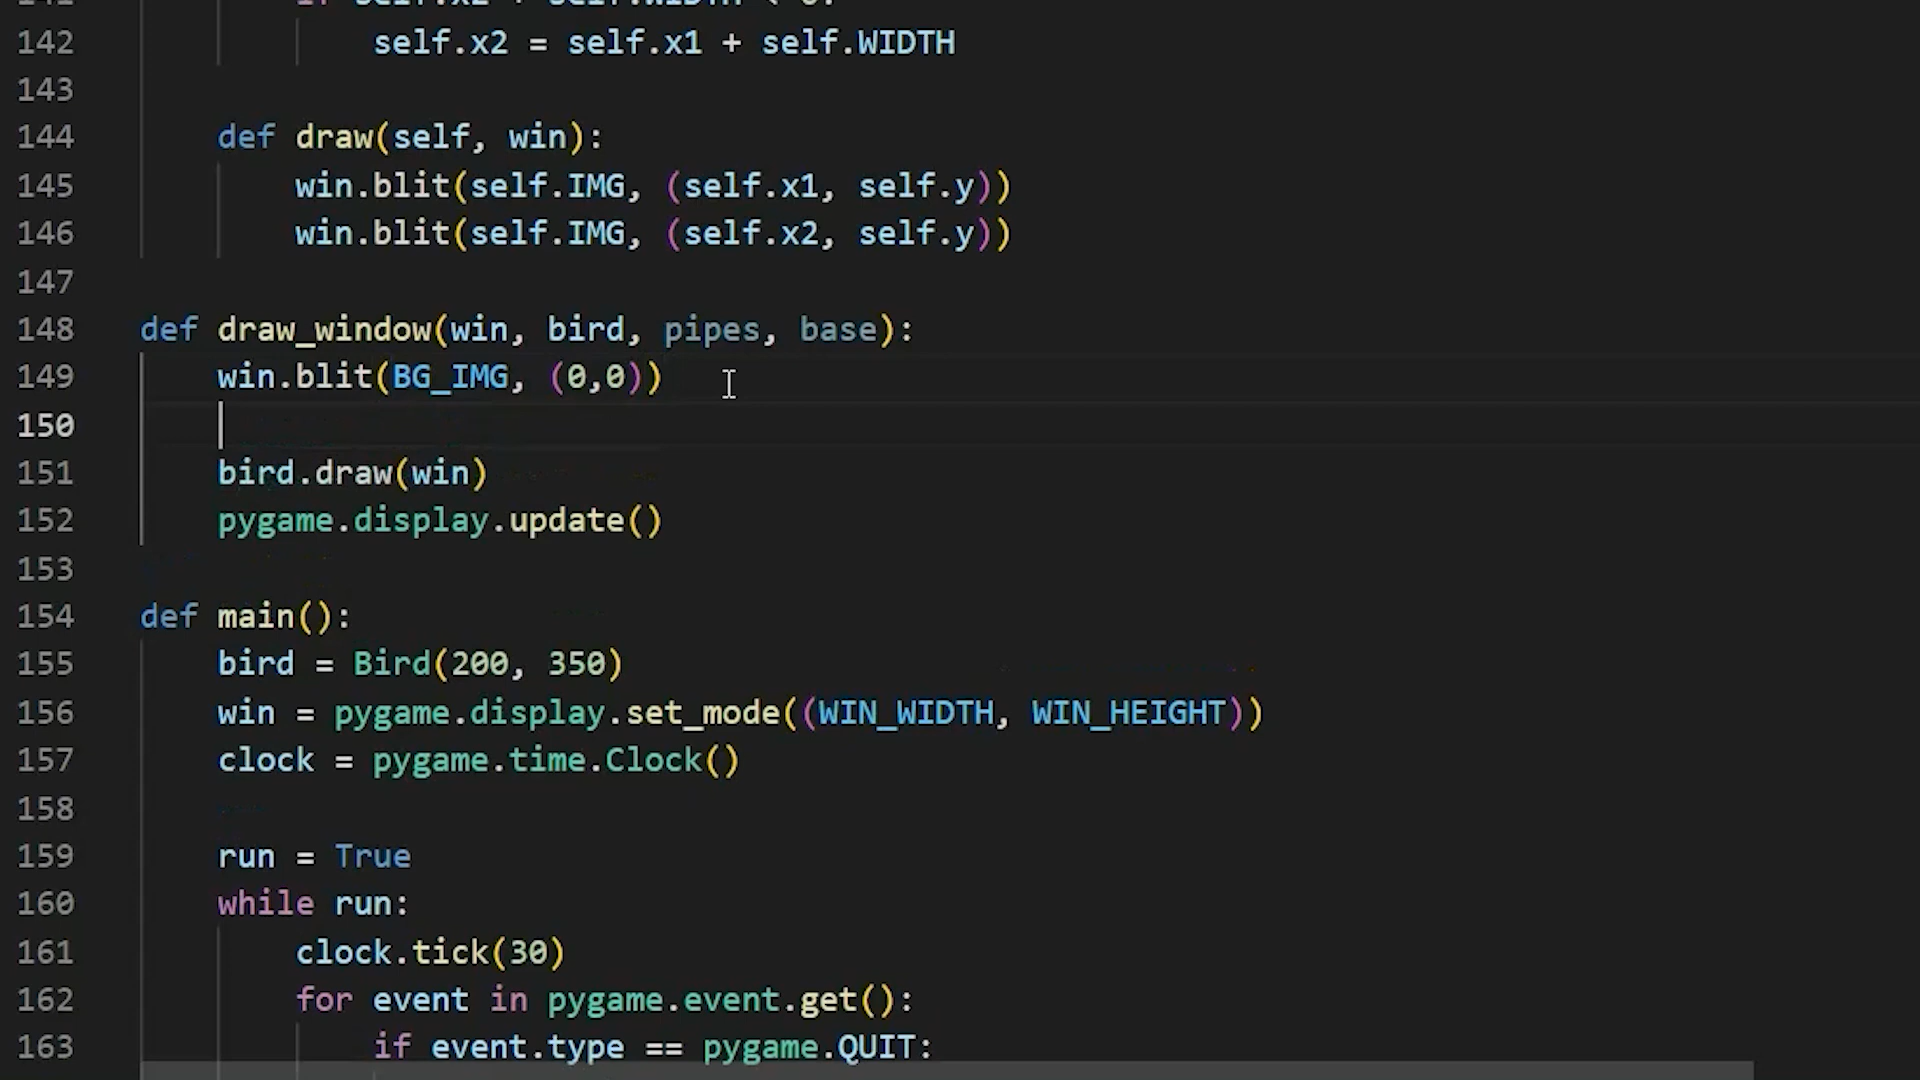 142 self.x2 = self.x1 + self.WIDTH
143
144 def draw(self, win):
145 win.blit(self.IMG, (self.x1, self.y))
146 win.blit(self.IMG, (self.x2, self.y))
147
148 def draw_window(win, bird, pipes, base):
149 win.blit(BG_IMG, (0,0))
150
151 bird.draw(win)
152 pygame.display.update()
153
154 def main():
155 bird = Bird(200, 350)
156 win = pygame.display.set_mode((WIN_WIDTH, WIN_HEIGHT))
157 clock = pygame.time.Clock()
158
159 run = True
160 while run:
161 clock.tick(30)
162 for event in pygame.event.get():
163 if event.type == pygame.QUIT: